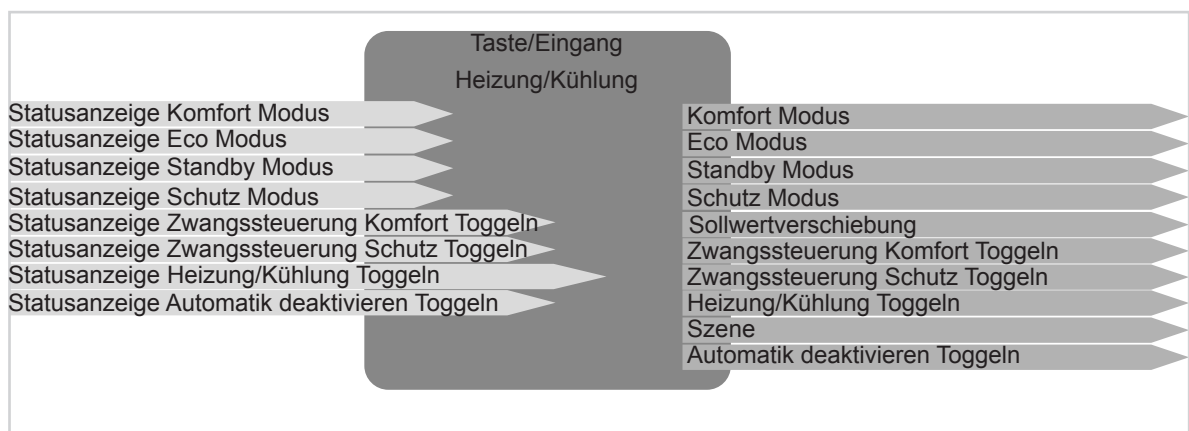 Taste/Eingang
Heizung/Kühlung
Statusanzeige Komfort Modus
Statusanzeige Eco Modus
Statusanzeige Standby Modus
Statusanzeige Schutz Modus
Statusanzeige Zwangssteuerung Komfort Toggeln
Statusanzeige Zwangssteuerung Schutz Toggeln
Statusanzeige Heizung/Kühlung Toggeln
Statusanzeige Automatik deaktivieren Toggeln
Komfort Modus
Eco Modus
Standby Modus
Schutz Modus
Sollwertverschiebung
Zwangssteuerung Komfort Toggeln
Zwangssteuerung Schutz Toggeln
Heizung/Kühlung Toggeln
Szene
Automatik deaktivieren Toggeln